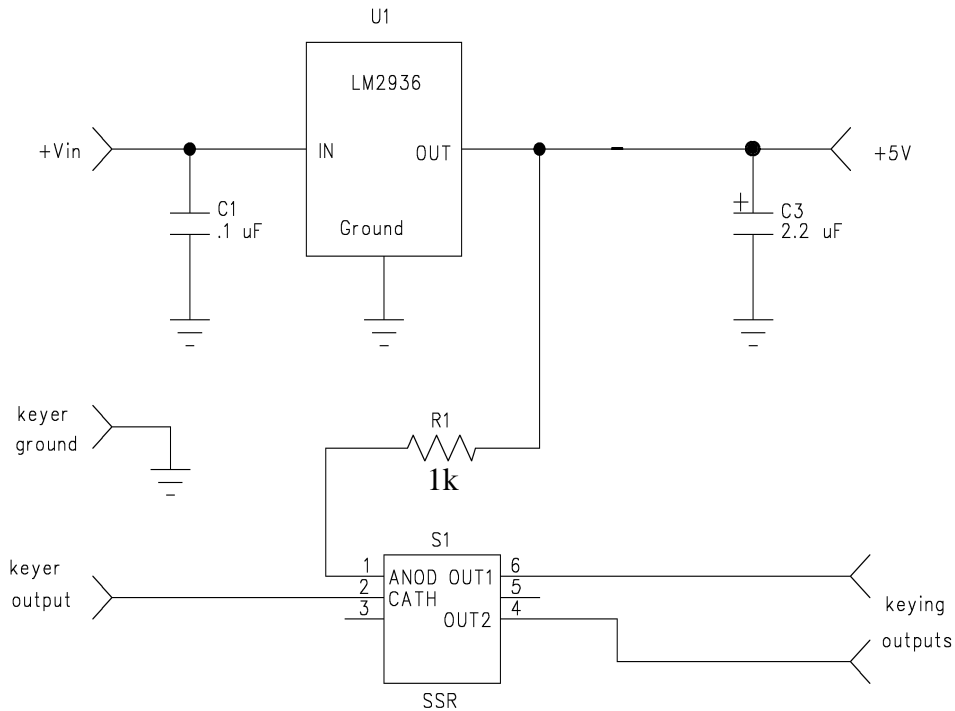 U1
LM2936
+Vin
IN
OUT
+5V
C1
.1 uF
Ground
+
C3
2.2 uF
keyer
ground
R1
1k
S1
keyer
output
1
2
3
ANOD
CATH
OUT1
OUT2
6
5
4
keying
outputs
SSR